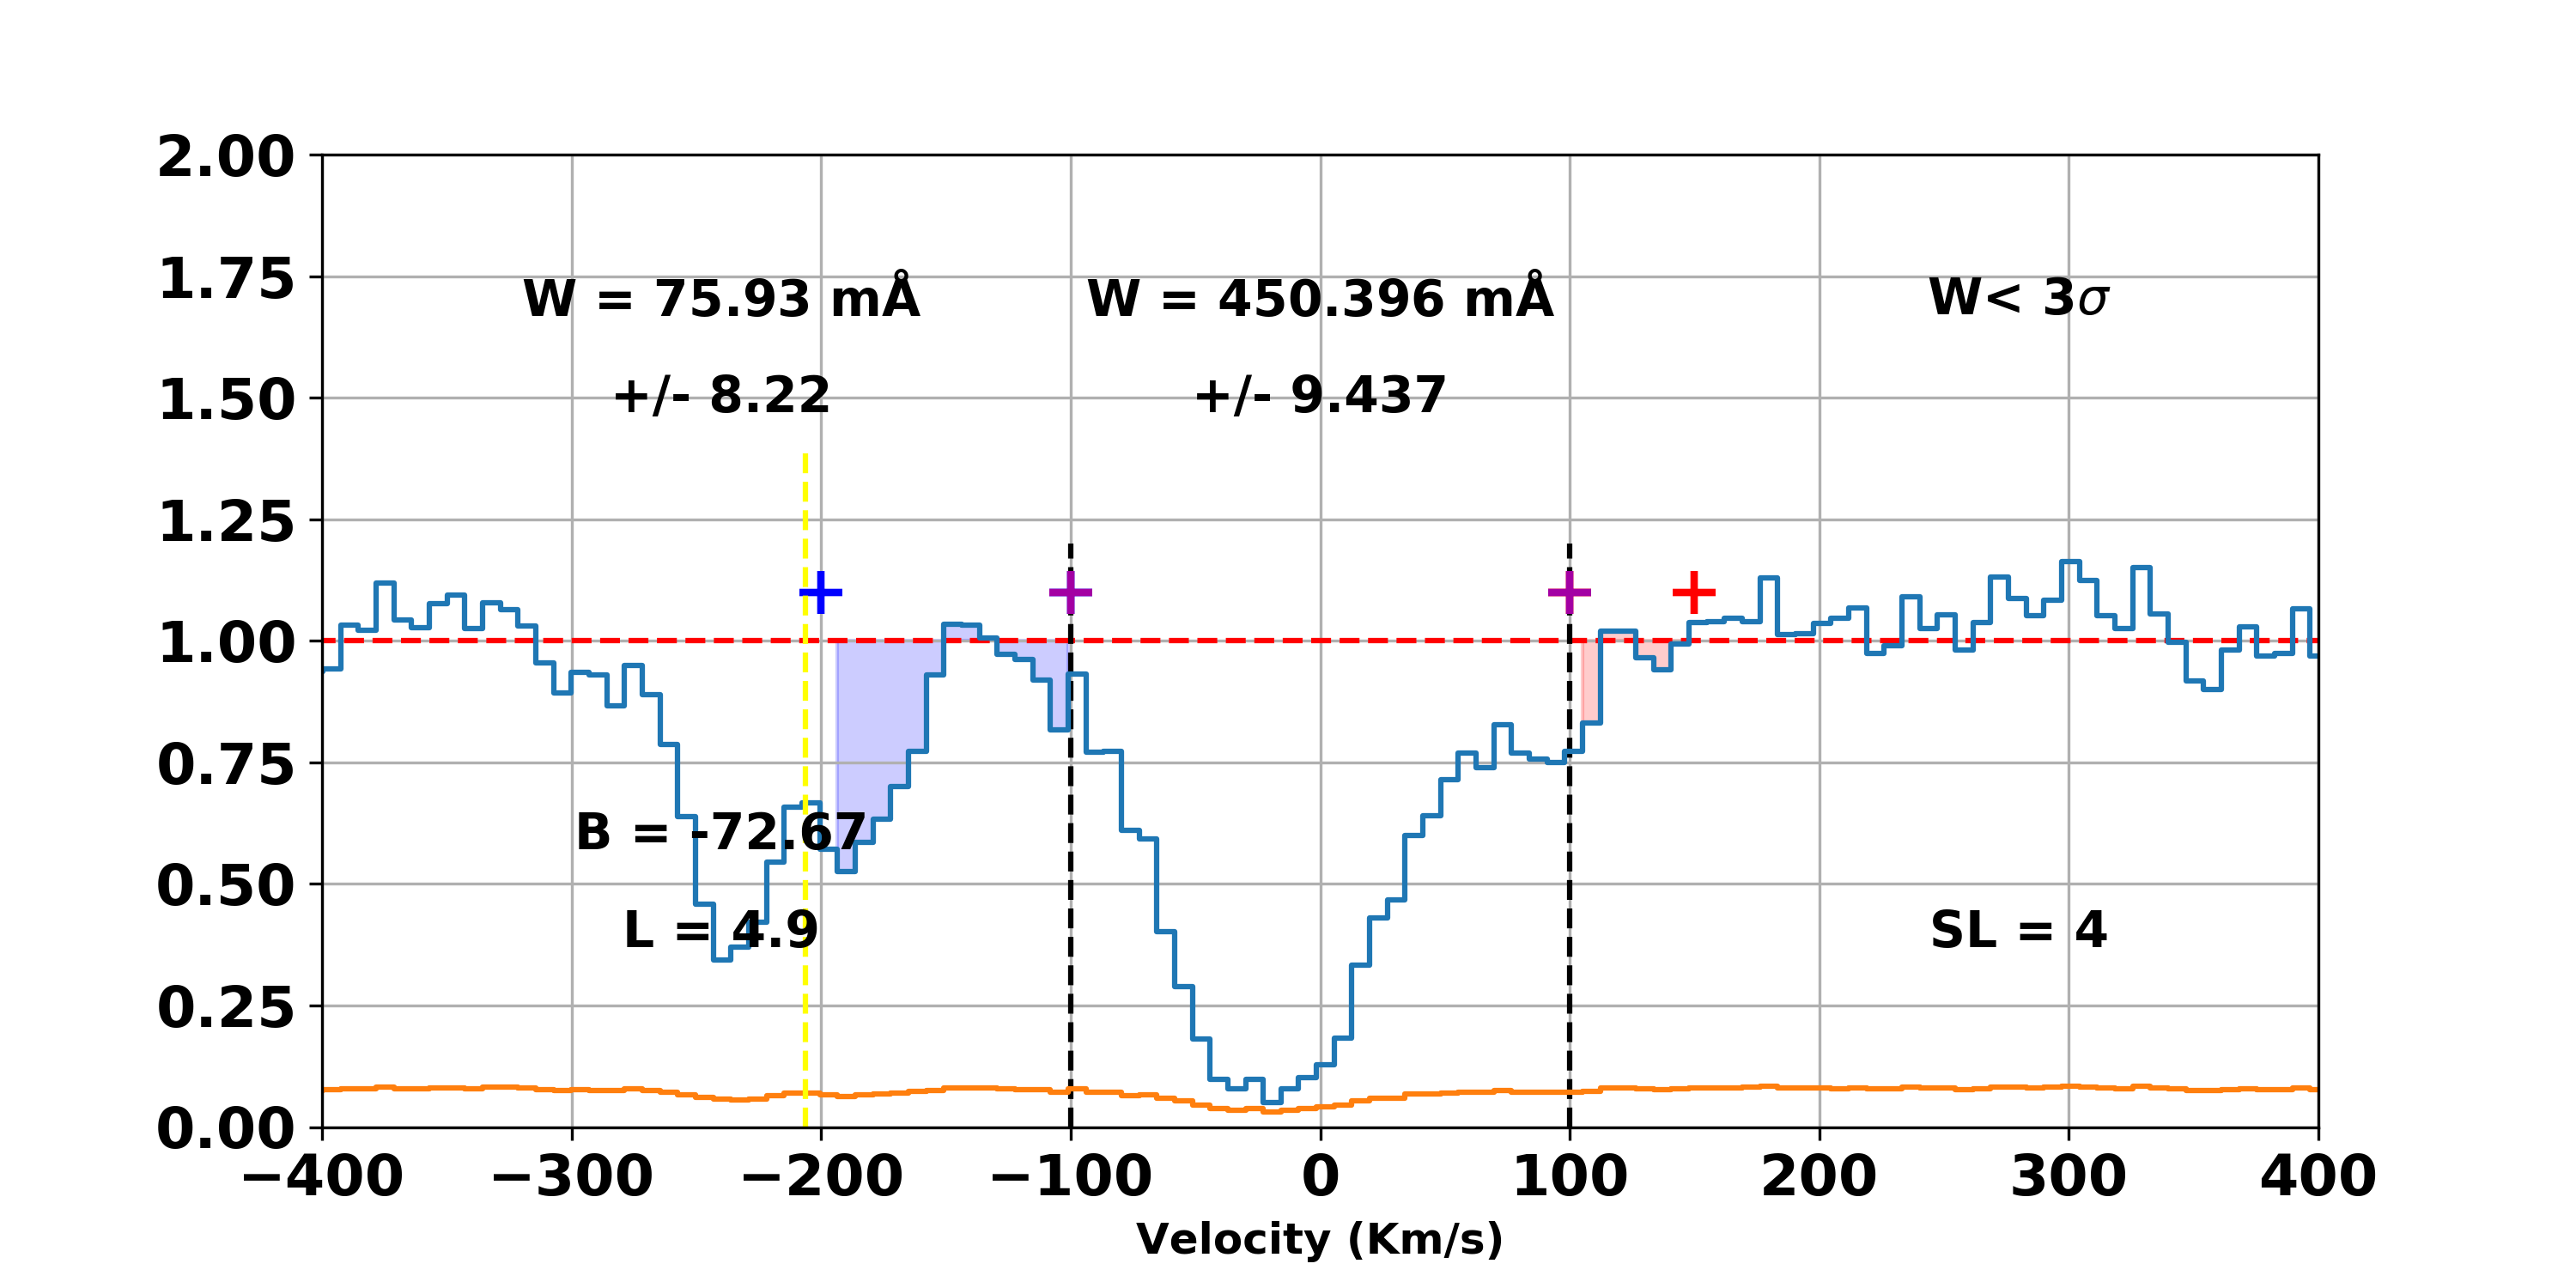 2.00
1.75
1.50
1.25
1.00
0.75
0.50
0.25
0.00
W = 75.93 mÅ
+/- 8.22
W = 450.396 mÅ
+/- 9.437
W< 3σ
B = -72.67
L = 4.9
SL = 4
−400 −300 −200 −100 0 100 200 300 400
Velocity (Km/s)